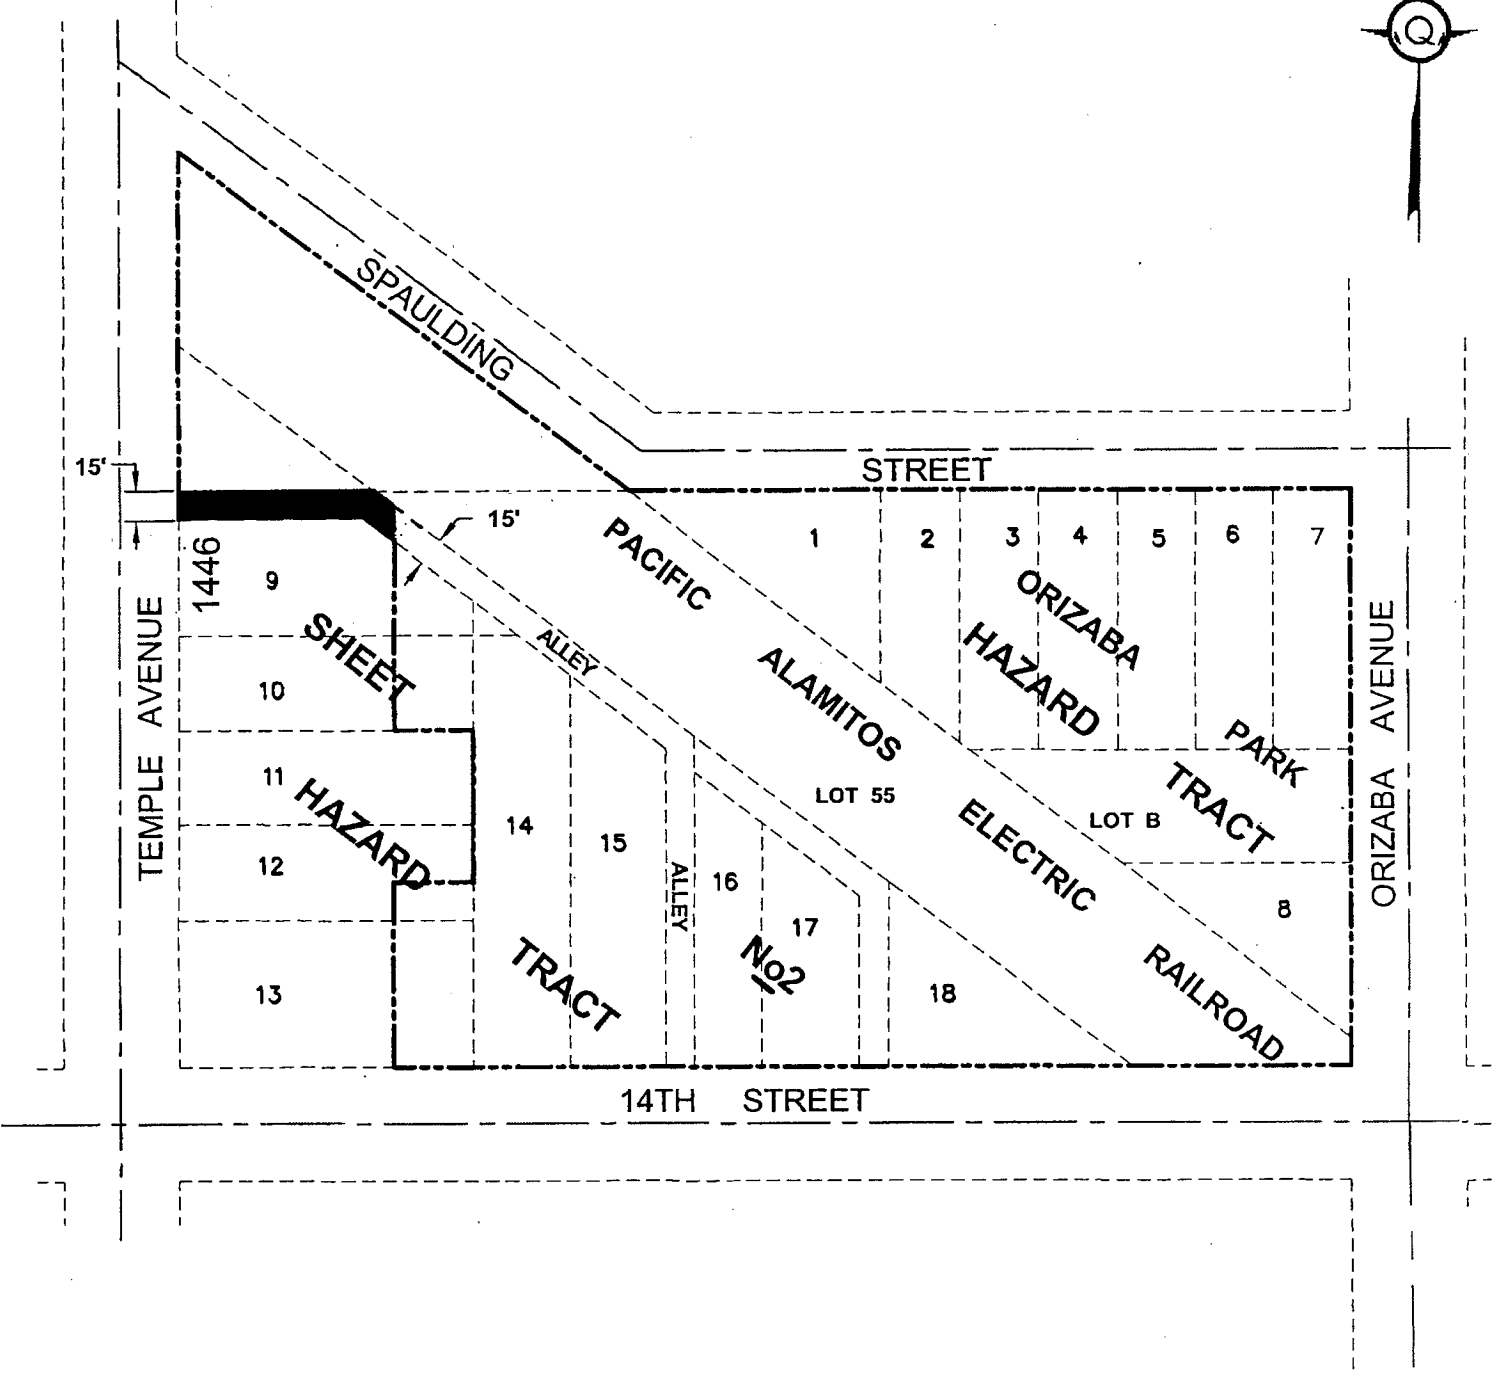 Q
SPAULDING
STREET
15'
15'
PACIFIC
ALAMITOS
ELECTRIC
RAILROAD
1
2
3
4
5
6
7
ORIZABA
PARK
HAZARD
TRACT
1446
9
SHEET
10
11
HAZARD
12
13
ALLEY
14
15
ALLEY
16
17
TRACT
No2
18
LOT 55
LOT B
8
TEMPLE AVENUE
ORIZABA AVENUE
14TH STREET